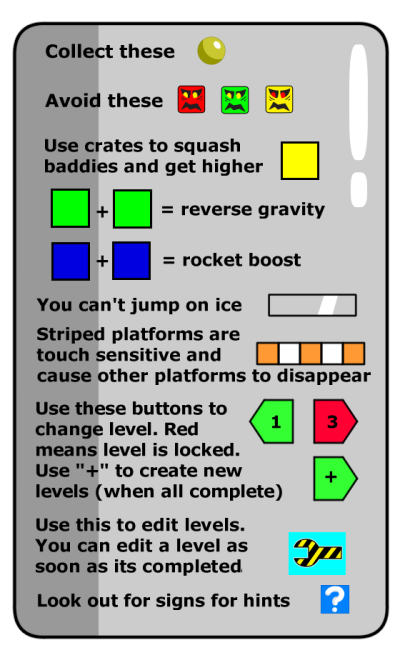 Collect these
Avoid these
Use crates to squash
baddies and get higher
+ = reverse gravity
+ = rocket boost
You can't jump on ice
Striped platforms are
touch sensitive and
cause other platforms to disappear
Use these buttons to
change level. Red
means level is locked.
1 3
Use "+" to create new
levels (when all complete)
+
Use this to edit levels.
You can edit a level as
soon as its completed
Look out for signs for hints
?